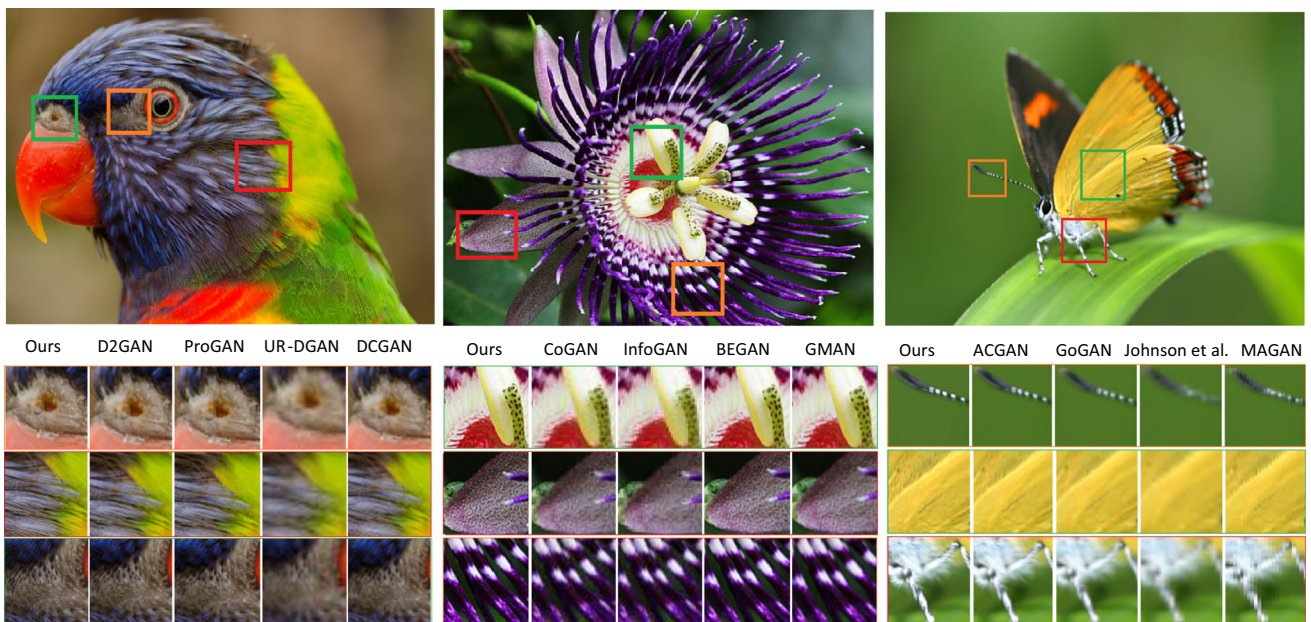 Ours D2GAN ProGAN UR-DGAN DCGAN
Ours CoGAN InfoGAN BEGAN GMAN
Ours ACGAN GoGAN Johnson et al. MAGAN